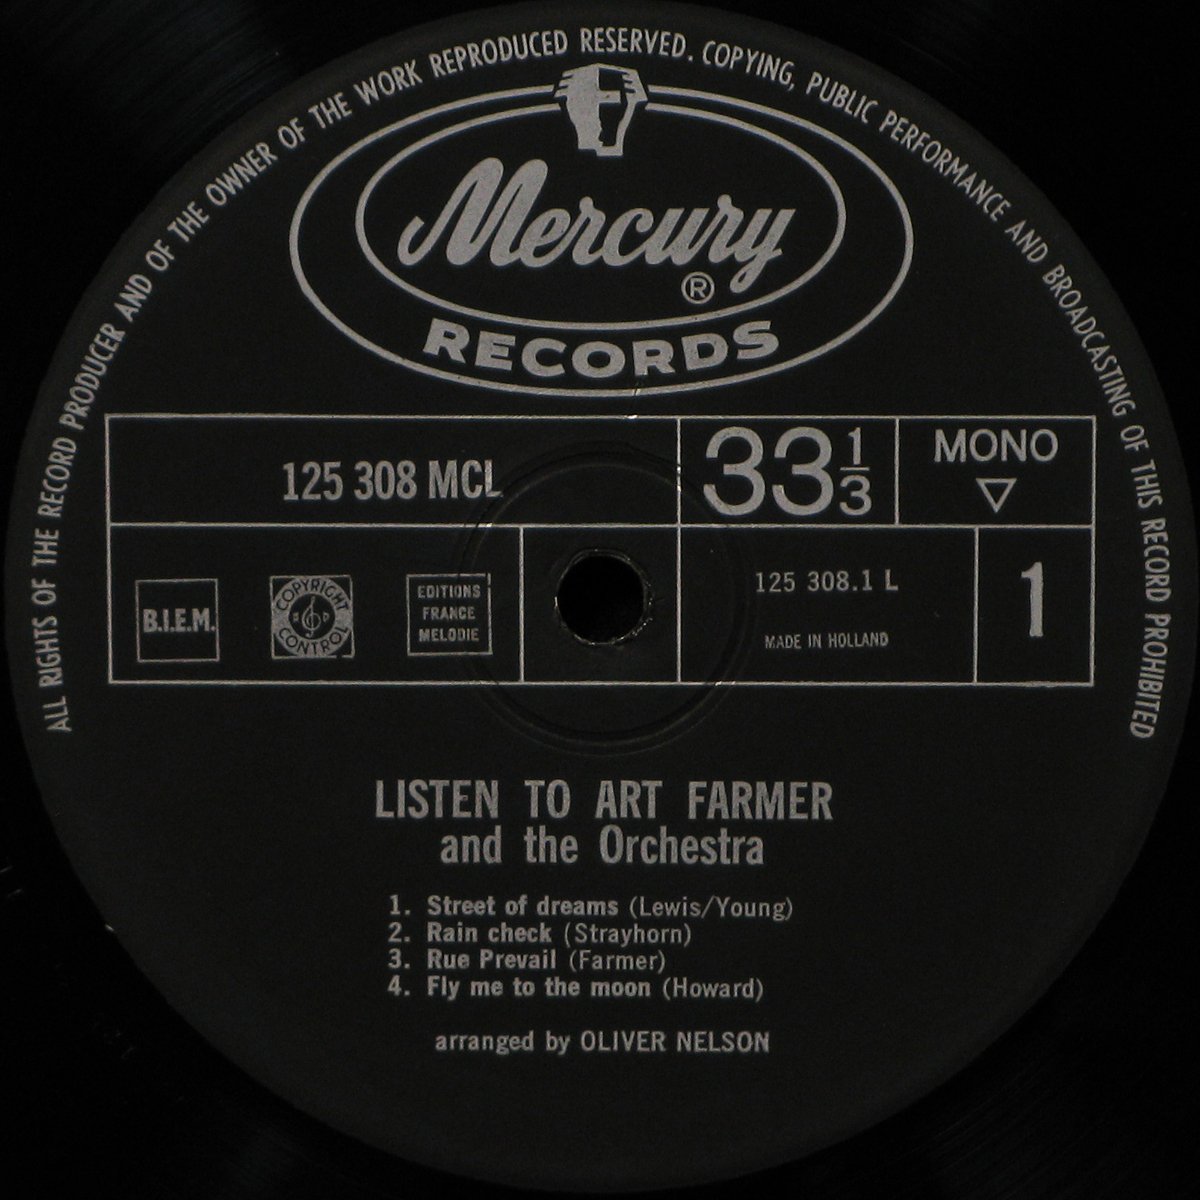 ALL RIGHTS OF THE RECORD PRODUCER AND OF THE OWNER OF THE WORK REPRODUCED RESERVED. COPYING, PUBLIC PERFORMANCE AND BROADCASTING OF THIS RECORD PROHIBITED
Mercury
®
RECORDS
125 308 MCL
33 1/3
MONO
B.I.E.M.
COPYRIGHT
CONTROL
EDITIONS
FRANCE
MELODIE
125 308.1 L
MADE IN HOLLAND
1
LISTEN TO ART FARMER
and the Orchestra
1. Street of dreams (Lewis/Young)
2. Rain check (Strayhorn)
3. Rue Prevail (Farmer)
4. Fly me to the moon (Howard)
arranged by OLIVER NELSON